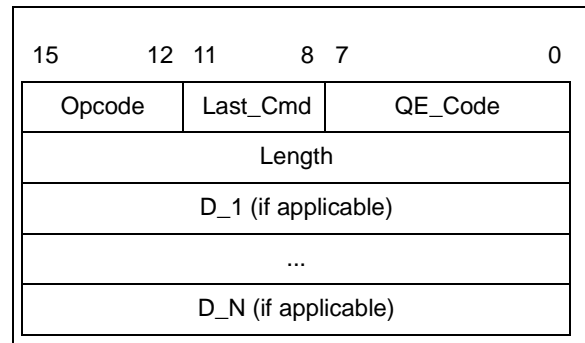 15 12 11 8 7 0
Opcode Last_Cmd QE_Code
Length
D_1 (if applicable)
...
D_N (if applicable)